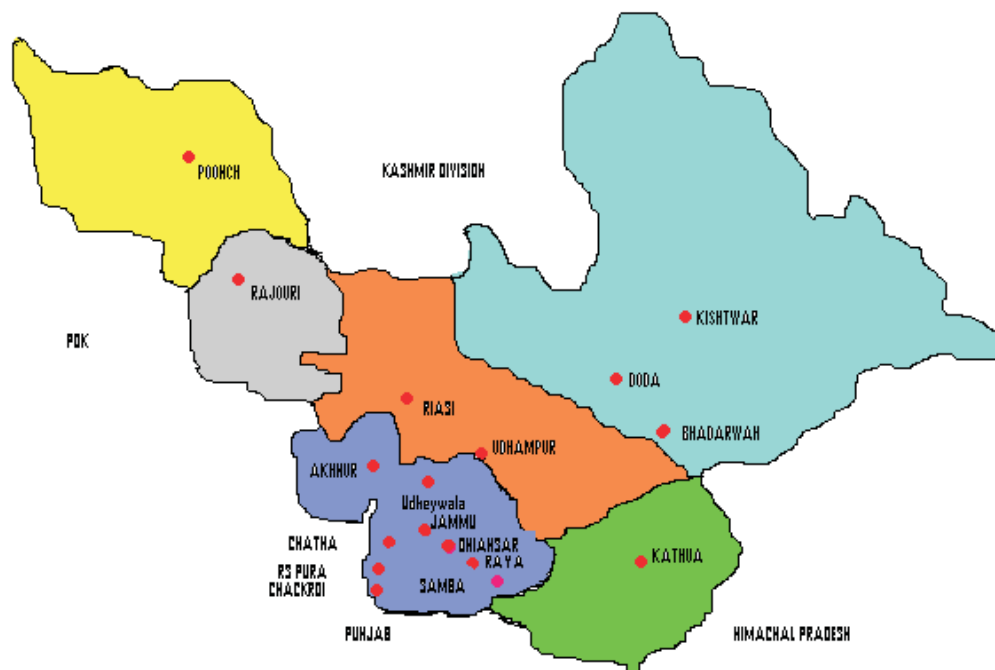 POONCH
KASHMIR DIVISION
RAJOURI
KISHTWAR
POK
DODA
RIASI
BHADARWAH
UDHAMPUR
AKHNUR
Udheywala
JAMMU
CHATHA
DHIANSAR
RAYA
KATHUA
RS PURA
CHACKROI
SAMBA
PUNJAB
HIMACHAL PRADESH